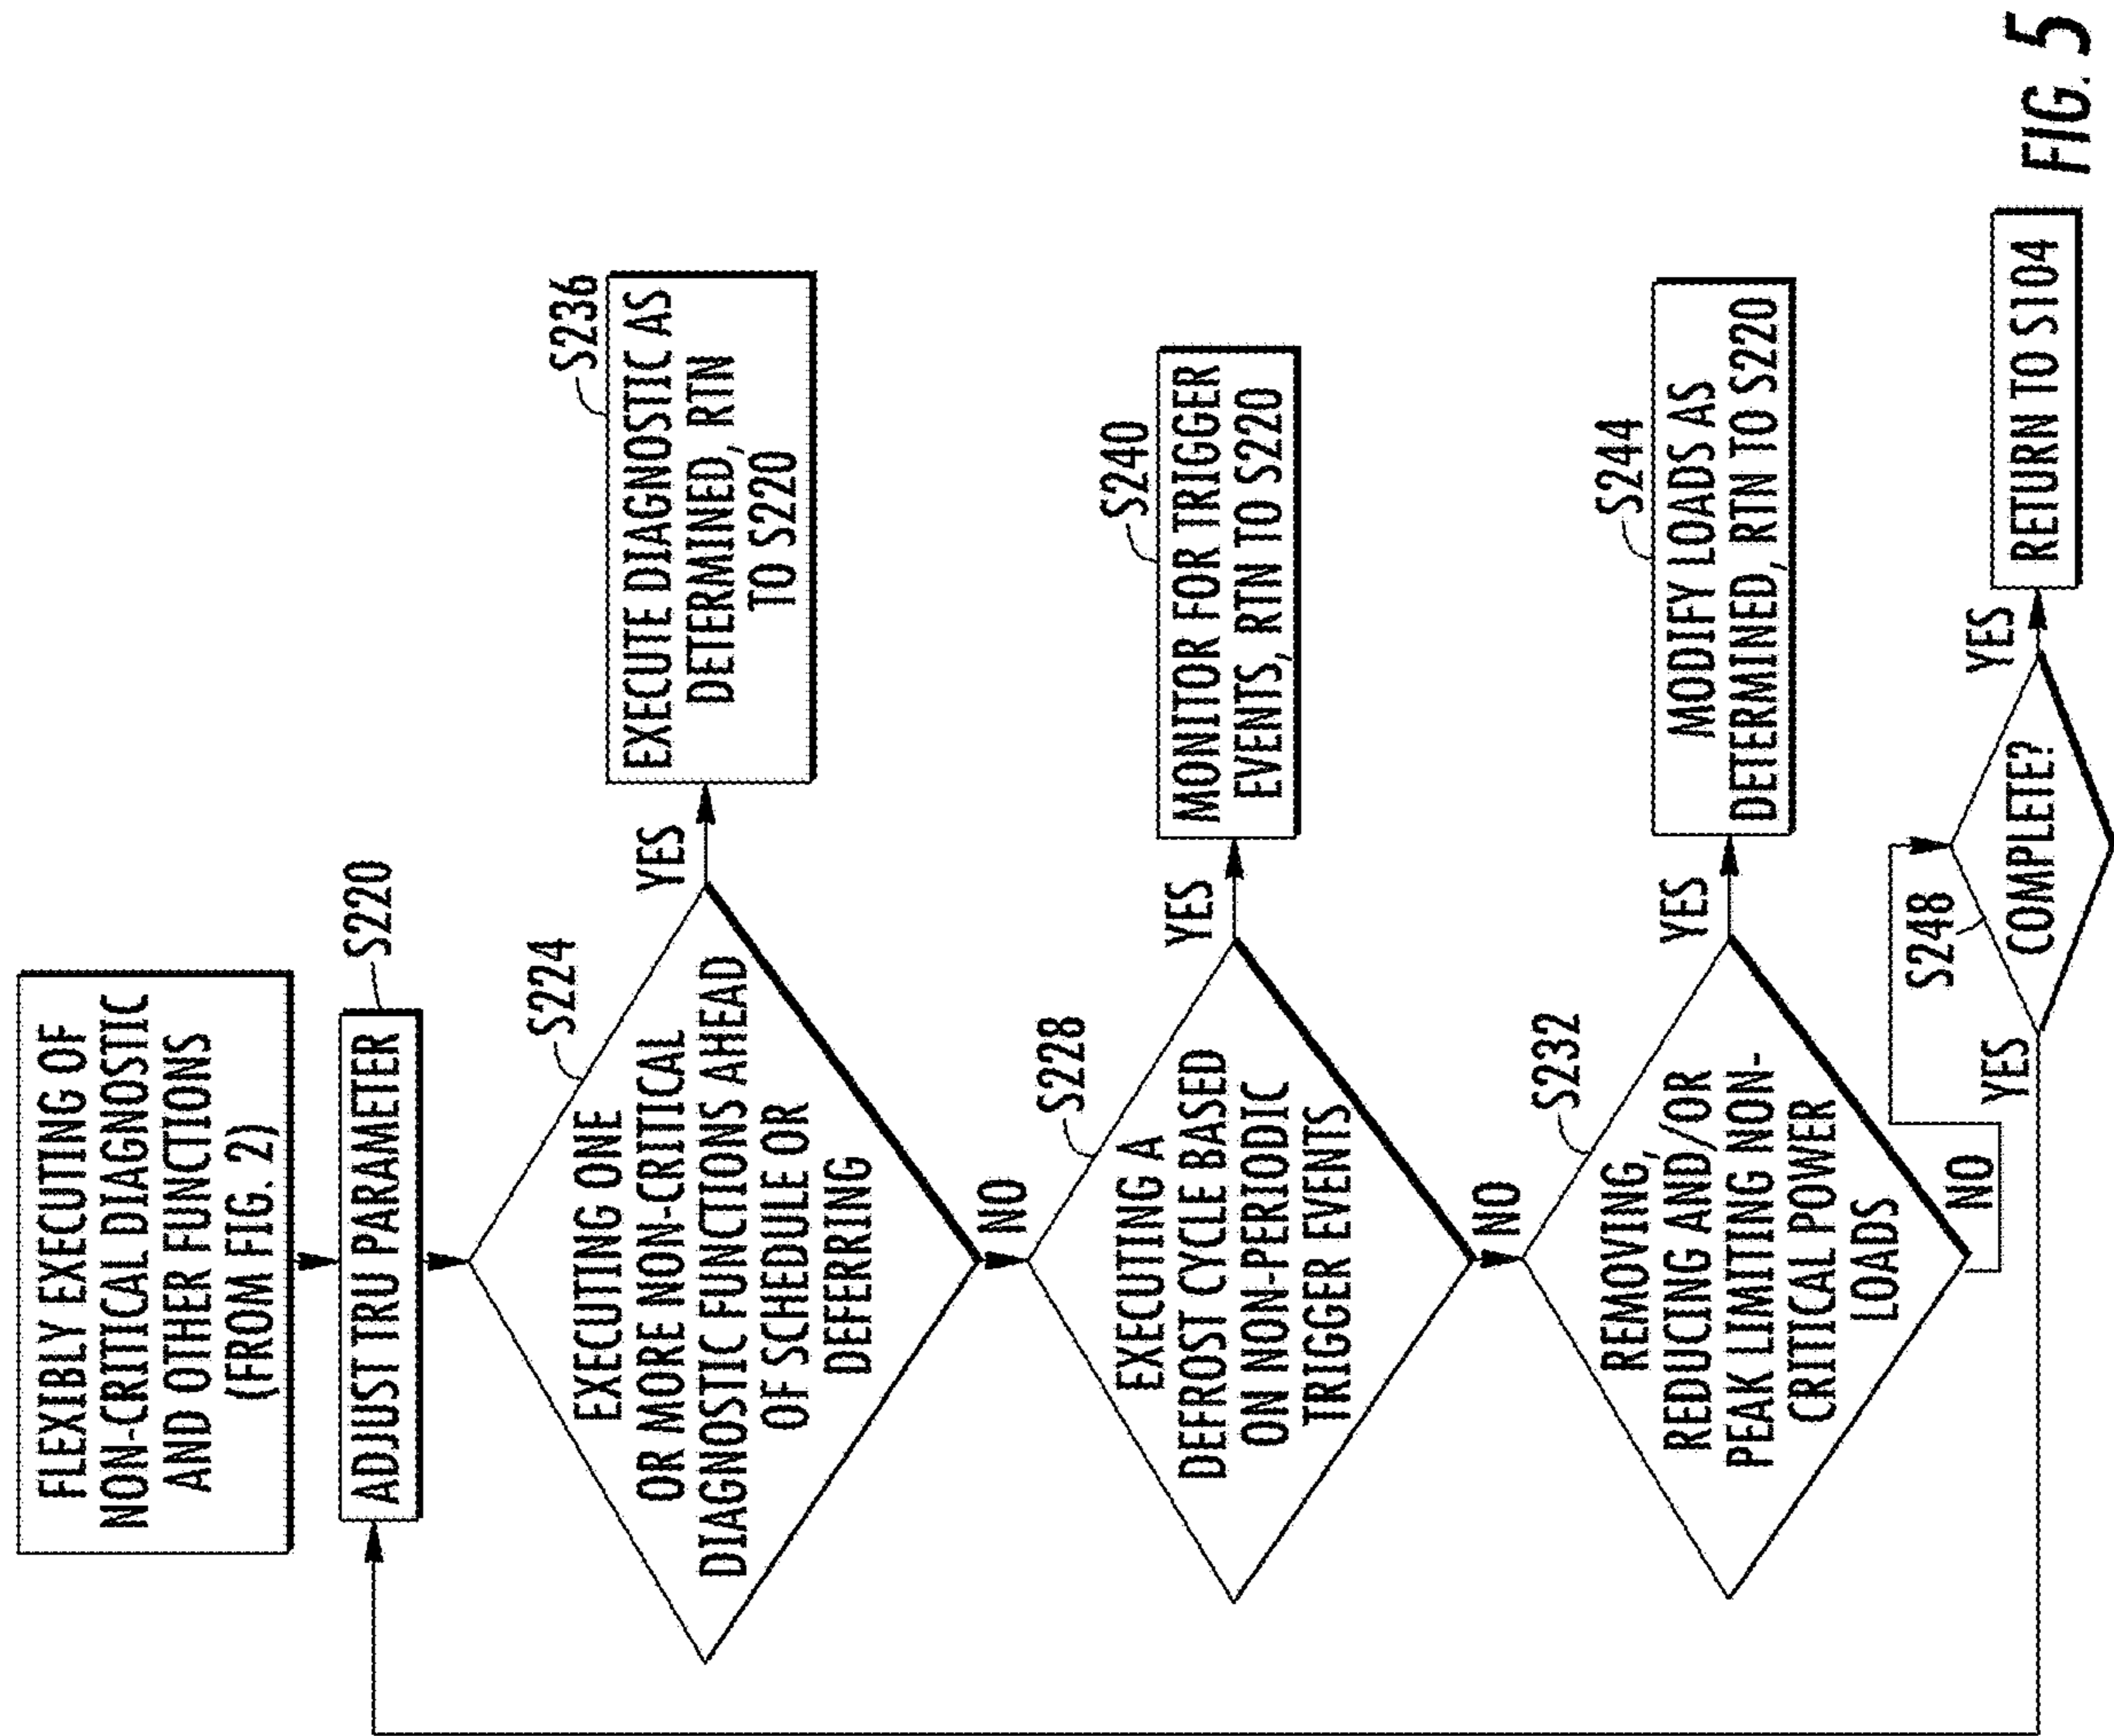 FLEXIBLY EXECUTING OF
NON-CRITICAL DIAGNOSTIC
AND OTHER FUNCTIONS
(FROM FIG. 2)
ADJUST TRU PARAMETER
S220
S224
EXECUTING ONE
OR MORE NON-CRITICAL
DIAGNOSTIC FUNCTIONS AHEAD
OF SCHEDULE OR
DEFERRING
YES
S236
EXECUTE DIAGNOSTIC AS
DETERMINED, RTN
TO S220
NO
S228
EXECUTING A
DEFROST CYCLE BASED
ON NON-PERIODIC
TRIGGER EVENTS
YES
S240
MONITOR FOR TRIGGER
EVENTS, RTN TO S220
NO
S232
REMOVING,
REDUCING AND/OR
PEAK LIMITING NON-
CRITICAL POWER
LOADS
YES
S244
MODIFY LOADS AS
DETERMINED, RTN TO S220
NO
S248
COMPLETE?
YES
YES
RETURN TO S104
FIG. 5